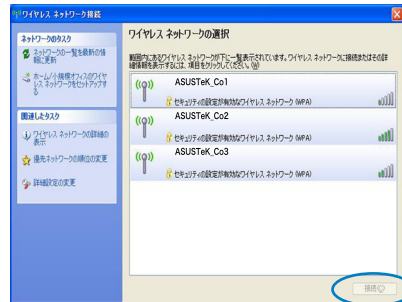 ワイヤレス ネットワーク接続
ネットワークのタスク
ネットワークの一覧を最新の情
報に更新
ホーム/小規模オフィスのワイヤ
レス ネットワークをセットアップす
る
関連したタスク
ワイヤレス ネットワークの詳細の
表示
優先ネットワークの順位の変更
詳細設定の変更
ワイヤレス ネットワークの選択
範囲内にあるワイヤレス ネットワークが下に一覧表示されています。ワイヤレス ネットワークに接続またはその詳
細情報を表示するには、項目をクリックしてください。(W)
ASUSTeK_Co1
セキュリティの設定が有効なワイヤレス ネットワーク (WPA)
ASUSTeK_Co2
セキュリティの設定が有効なワイヤレス ネットワーク (WPA)
ASUSTeK_Co3
セキュリティの設定が有効なワイヤレス ネットワーク (WPA)
接続(C)